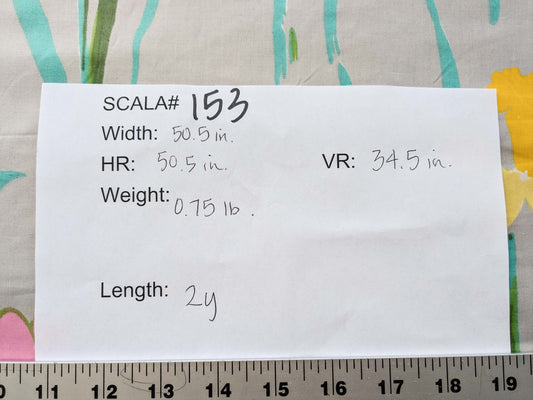 SCALA# 153
Width: 50.5 in.
HR: 50.5 in. VR: 34.5 in.
Weight: 0.75 lb.
Length: 2y
0 11 12 13 14 15 16 17 18 19